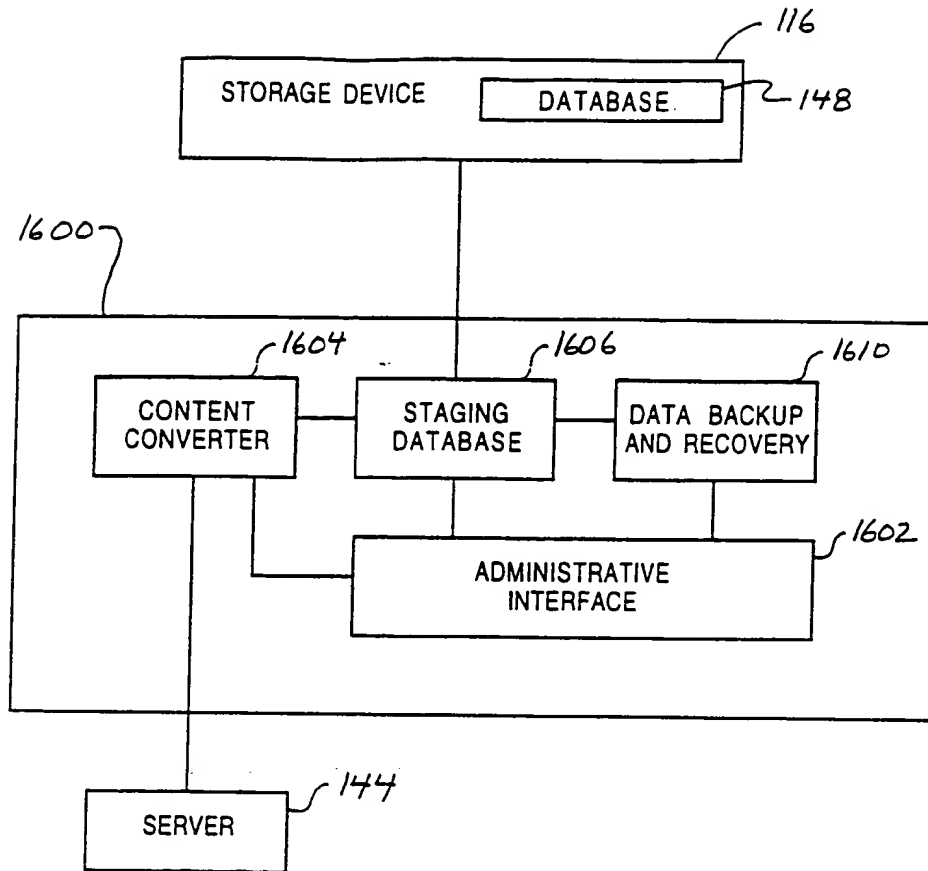 116
STORAGE DEVICE
DATABASE
148
1600
1604
1606
1610
CONTENT
CONVERTER
STAGING
DATABASE
DATA BACKUP
AND RECOVERY
1602
ADMINISTRATIVE
INTERFACE
144
SERVER